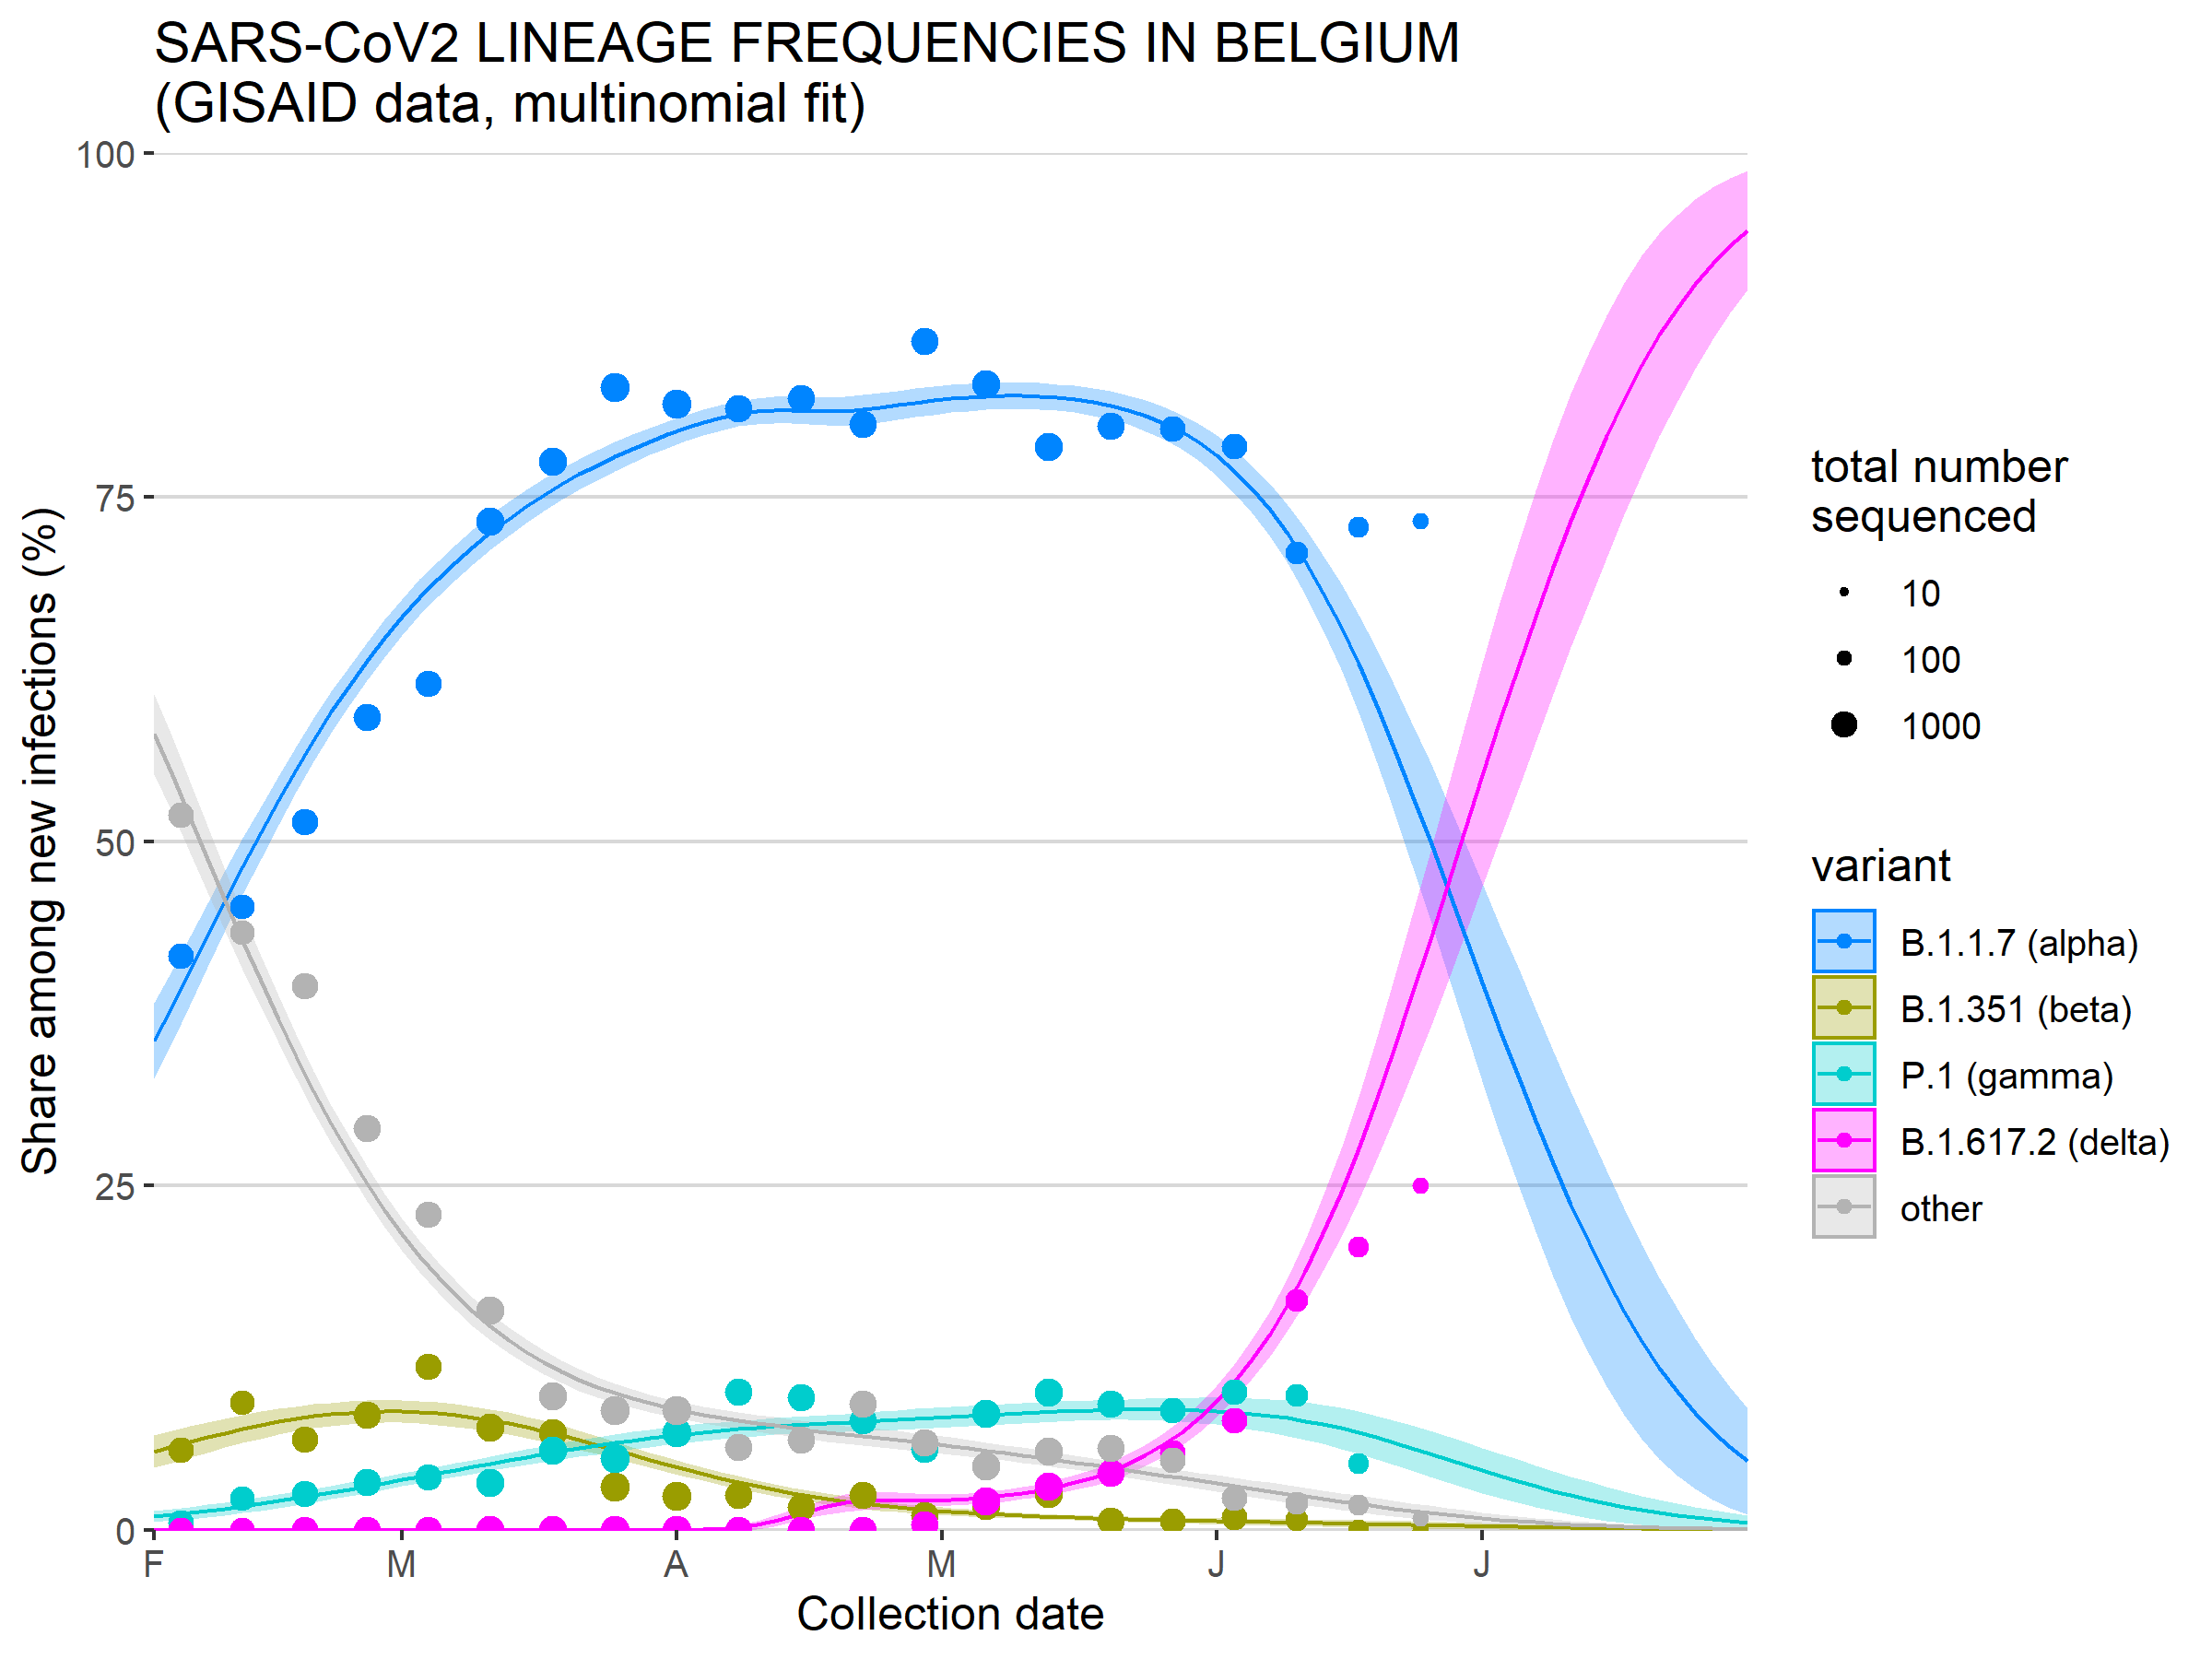 SARS-CoV2 LINEAGE FREQUENCIES IN BELGIUM
(GISAID data, multinomial fit)
Share among new infections (%)
100
75
50
25
0
F M A M J J
Collection date
total number
sequenced
10
100
1000
variant
B.1.1.7 (alpha)
B.1.351 (beta)
P.1 (gamma)
B.1.617.2 (delta)
other